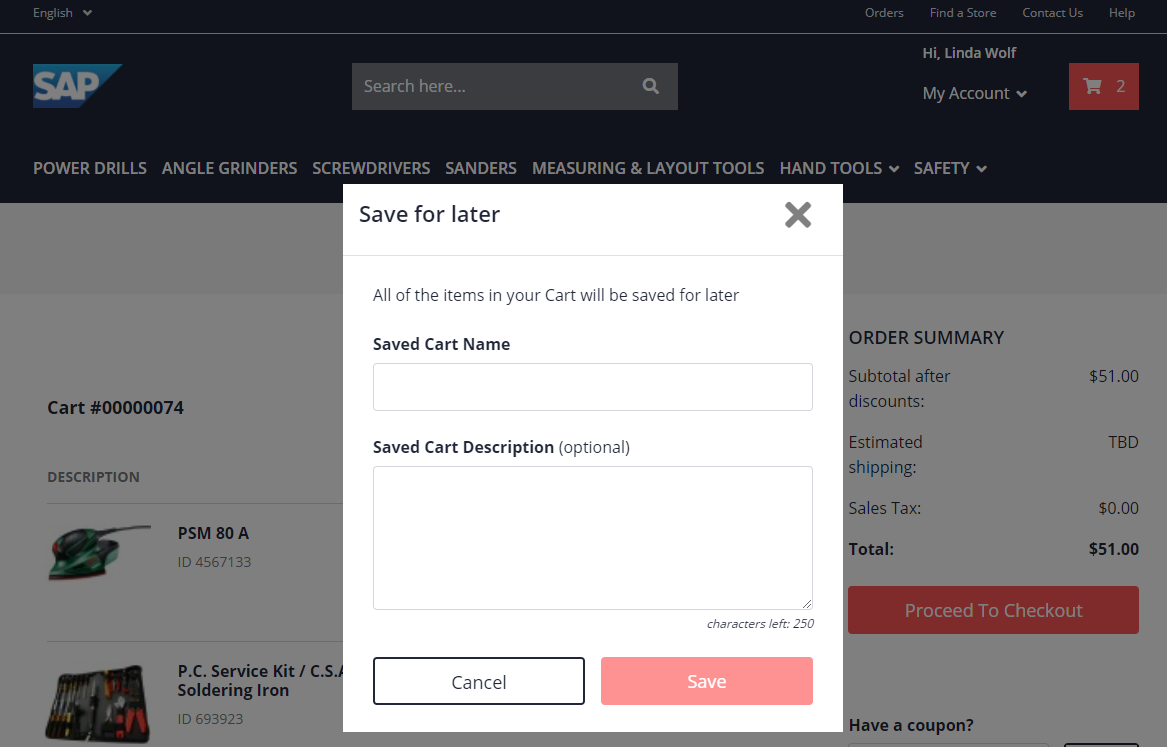 English
Orders
Find a Store
Contact Us
Help
Hi, Linda Wolf
SAP
Search here...
My Account
2
POWER DRILLS
ANGLE GRINDERS
SCREWDRIVERS
SANDERS
MEASURING & LAYOUT TOOLS
HAND TOOLS
SAFETY
Save for later
All of the items in your Cart will be saved for later
Saved Cart Name
Saved Cart Description (optional)
characters left: 250
Cancel
Save
Cart #00000074
DESCRIPTION
PSM 80 A
ID 4567133
P.C. Service Kit / C.S.A
Soldering Iron
ID 693923
ORDER SUMMARY
Subtotal after
discounts:
$51.00
Estimated
shipping:
TBD
Sales Tax:
$0.00
Total:
$51.00
Proceed To Checkout
Have a coupon?